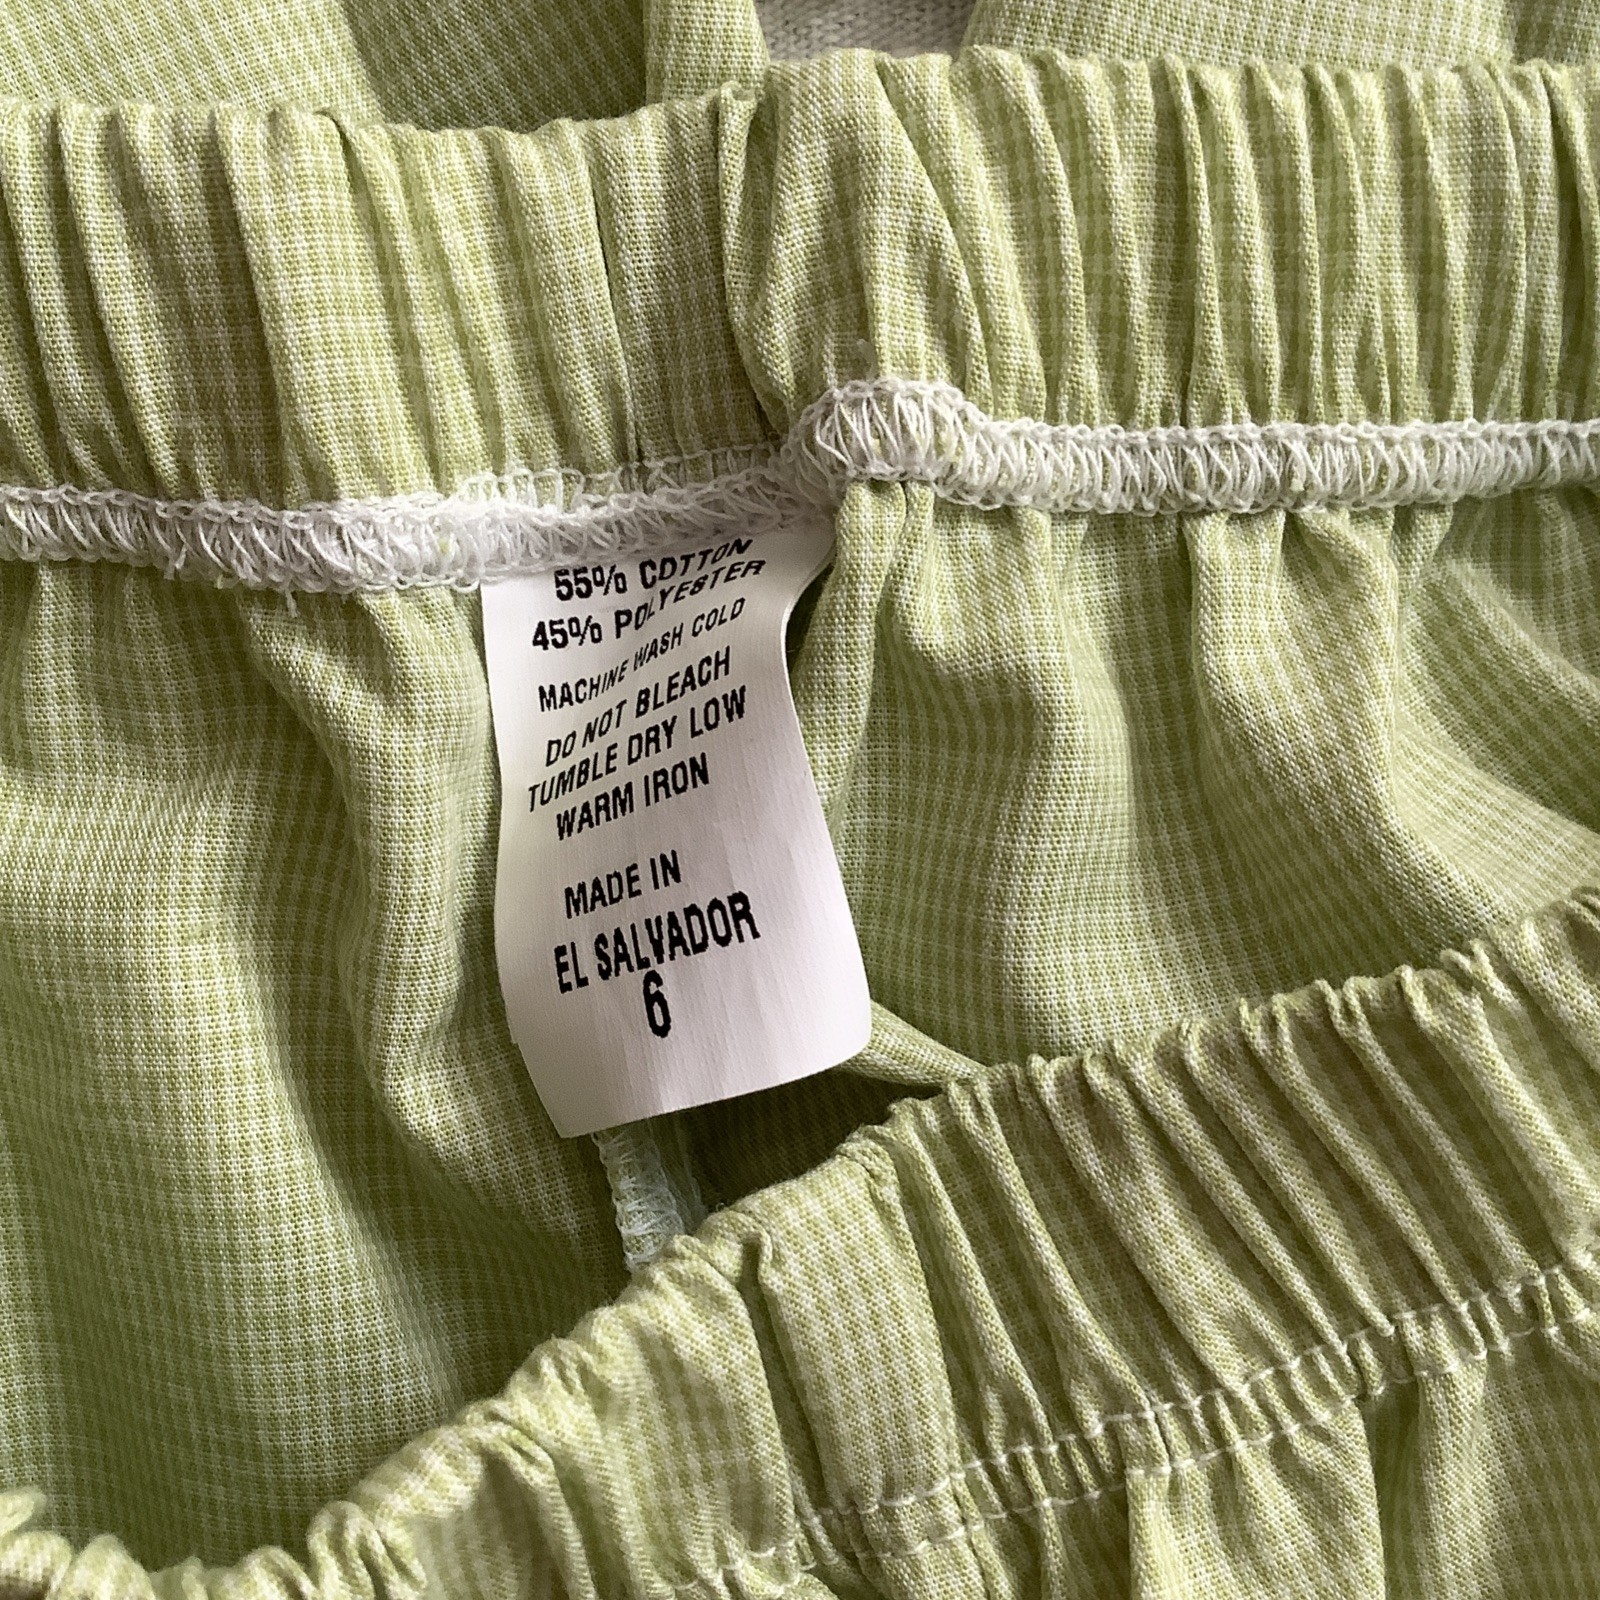 55% COTTON
45% POLYESTER
MACHINE WASH COLD
DO NOT BLEACH
TUMBLE DRY LOW
WARM IRON
MADE IN
EL SALVADOR
6